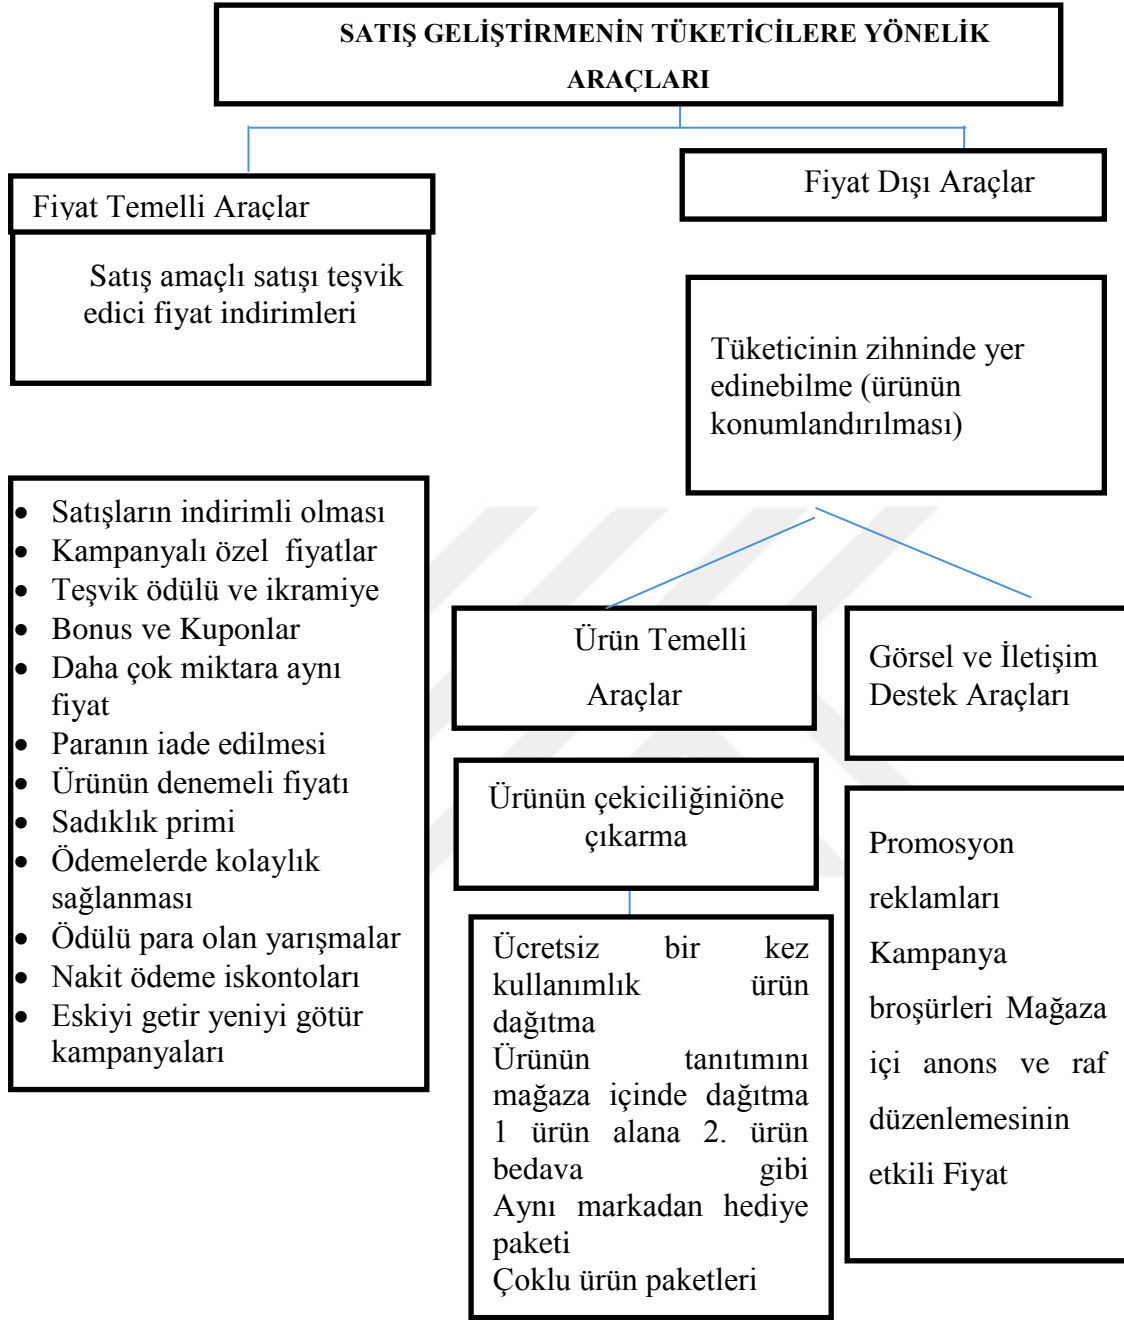 SATIŞ GELİŞTİRMENİN TÜKETİCİLERE YÖNELİK
ARAÇLARI
Fiyat Temelli Araçlar
Satış amaçlı satışı teşvik
edici fiyat indirimleri
• Satışların indirimli olması
• Kampanyalı özel fiyatlar
• Teşvik ödülü ve ikramiye
• Bonus ve Kuponlar
• Daha çok miktara aynı
fiyat
• Paranın iade edilmesi
• Ürünün denemeli fiyatı
• Sadıklık primi
• Ödemelerde kolaylık
sağlanması
• Ödülü para olan yarışmalar
• Nakit ödeme iskontoları
• Eskiyi getir yeniyi götür
kampanyaları
Fiyat Dışı Araçlar
Tüketicinin zihninde yer
edinebilme (ürünün
konumlandırılması)
Ürün Temelli
Araçlar
Ürünün çekiciliğiniöne
çıkarma
Ücretsiz bir kez
kullanımlık ürün
dağıtma
Ürünün tanıtımını
mağaza içinde dağıtma
1 ürün alana 2. ürün
bedava gibi
Aynı markadan hediye
paketi
Çoklu ürün paketleri
Görsel ve İletişim
Destek Araçları
Promosyon
reklamları
Kampanya
broşürleri Mağaza
içi anons ve raf
düzenlemesinin
etkili Fiyat